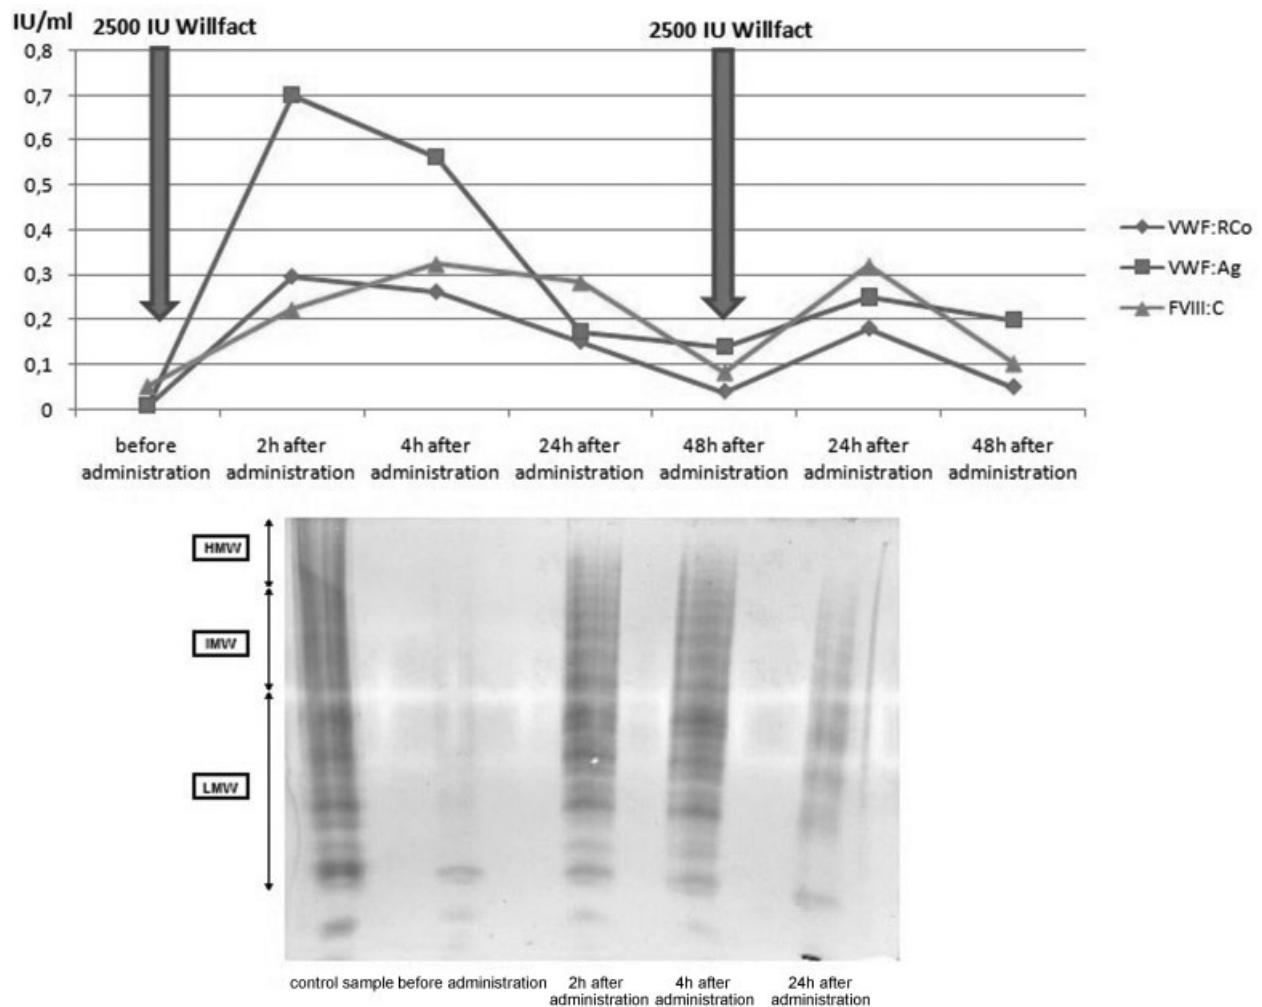 IU/ml
2500 IU Willfact
2500 IU Willfact
0,8
0,7
0,6
0,5
0,4
0,3
0,2
0,1
0
VWF:RCo
VWF:Ag
FVIII:C
before
administration
2h after
administration
4h after
administration
24h after
administration
48h after
administration
24h after
administration
48h after
administration
HMW
IMW
LMW
control sample
before administration
2h after
administration
4h after
administration
24h after
administration